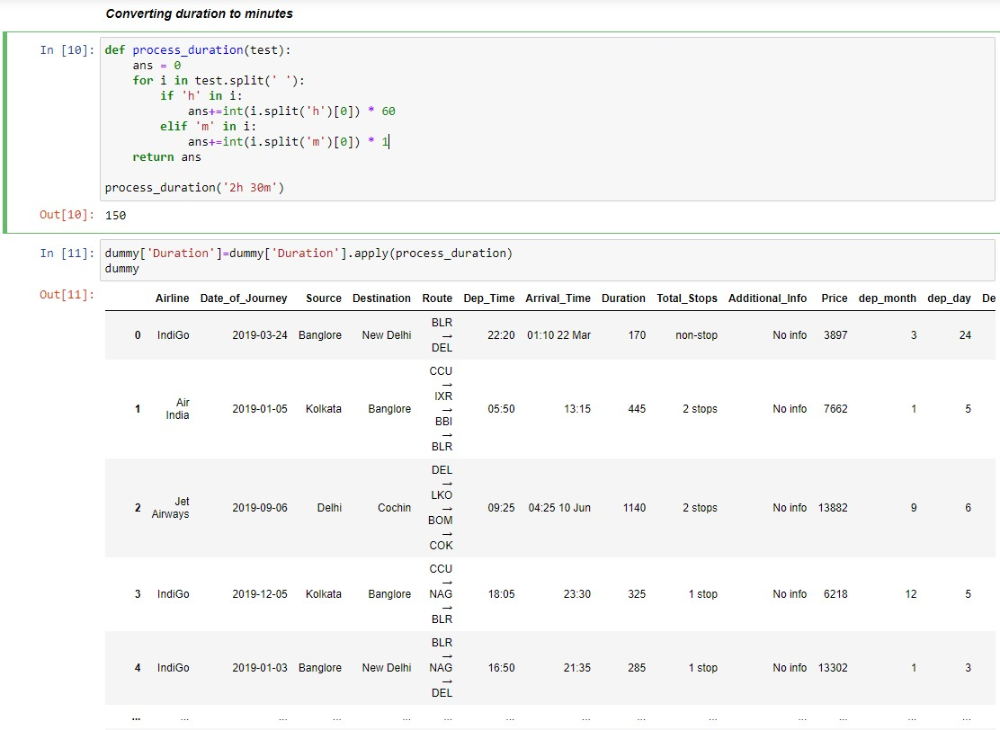 Converting duration to minutes
In [10]: def process_duration(test):
    ans = 0
    for i in test.split(' '):
        if 'h' in i:
            ans+=int(i.split('h')[0]) * 60
        elif 'm' in i:
            ans+=int(i.split('m')[0]) * 1
    return ans
process_duration('2h 30m')
Out[10]: 150
In [11]: dummy['Duration']=dummy['Duration'].apply(process_duration)
dummy
Out[11]:
Airline Date_of_Journey Source Destination Route Dep_Time Arrival_Time Duration Total_Stops Additional_Info Price dep_month dep_day De
BLR
→
0 IndiGo 2019-03-24 Banglore New Delhi 22:20 01:10 22 Mar 170 non-stop No info 3897 3 24
DEL
CCU
→
IXR
Air
1 2019-01-05 Kolkata Banglore → 05:50 13:15 445 2 stops No info 7662 1 5
India
BBI
→
BLR
DEL
→
LKO
Jet
2 2019-09-06 Delhi Cochin → 09:25 04:25 10 Jun 1140 2 stops No info 13882 9 6
Airways
BOM
→
COK
CCU
→
3 IndiGo 2019-12-05 Kolkata Banglore NAG 18:05 23:30 325 1 stop No info 6218 12 5
→
BLR
BLR
→
4 IndiGo 2019-01-03 Banglore New Delhi NAG 16:50 21:35 285 1 stop No info 13302 1 3
→
DEL
... ... ... ... ... ... ... ... ... ... ... ... ... ...